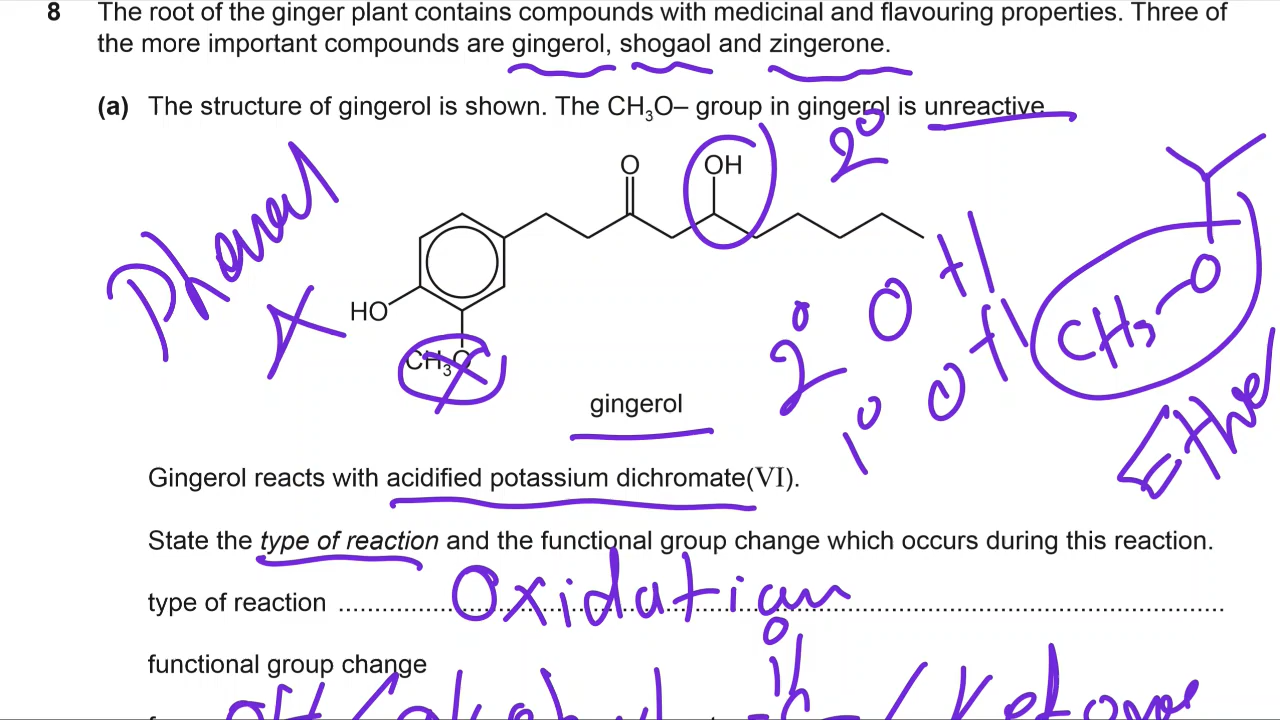 8 The root of the ginger plant contains compounds with medicinal and flavouring properties. Three of
the more important compounds are gingerol, shogaol and zingerone.
(a) The structure of gingerol is shown. The CH₃O– group in gingerol is unreactive
2°
O
OH
Phenol
CH₃ O
HO
CH₃O
2° OH
1° OH
Ether
gingerol
Gingerol reacts with acidified potassium dichromate(VI).
State the type of reaction and the functional group change which occurs during this reaction.
type of reaction Oxidation
functional group change
O
/ Ketone